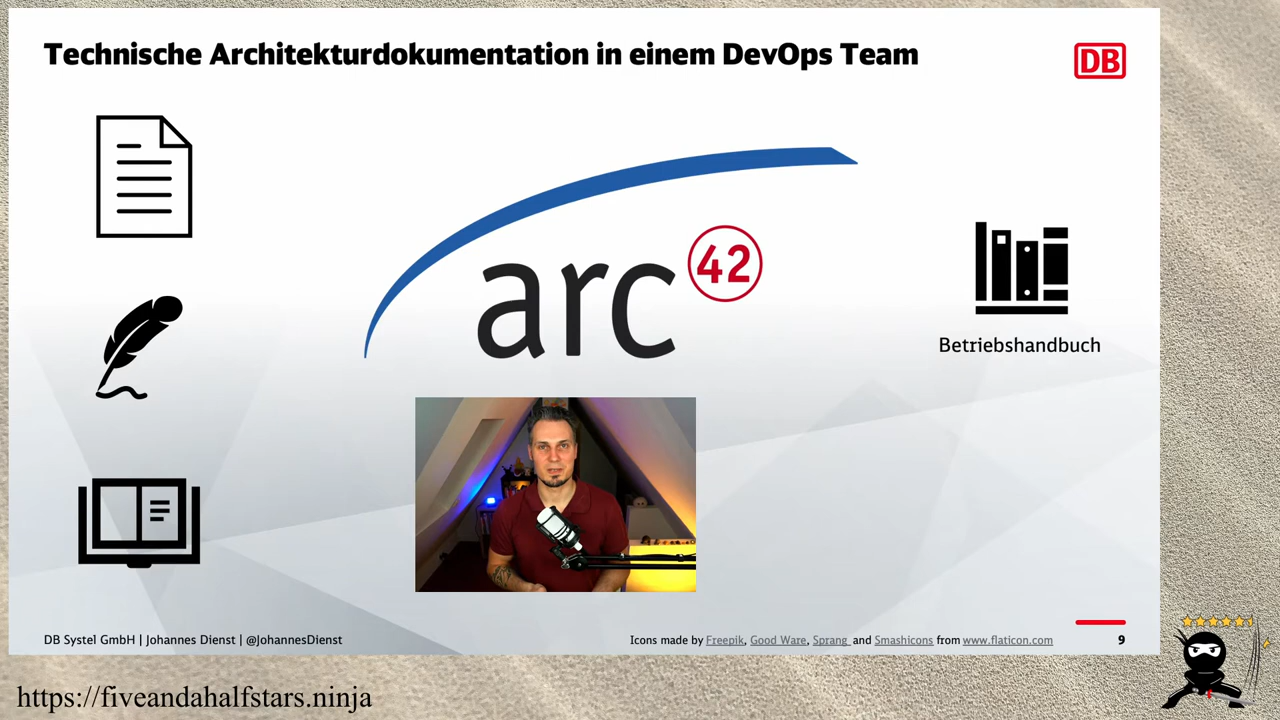 Technische Architekturdokumentation in einem DevOps Team
DB
arc 42
Betriebshandbuch
DB Systel GmbH | Johannes Dienst | @JohannesDienst
Icons made by Freepik, Good Ware, Sprang and Smashicons from www.flaticon.com
9
https://fiveandahalfstars.ninja